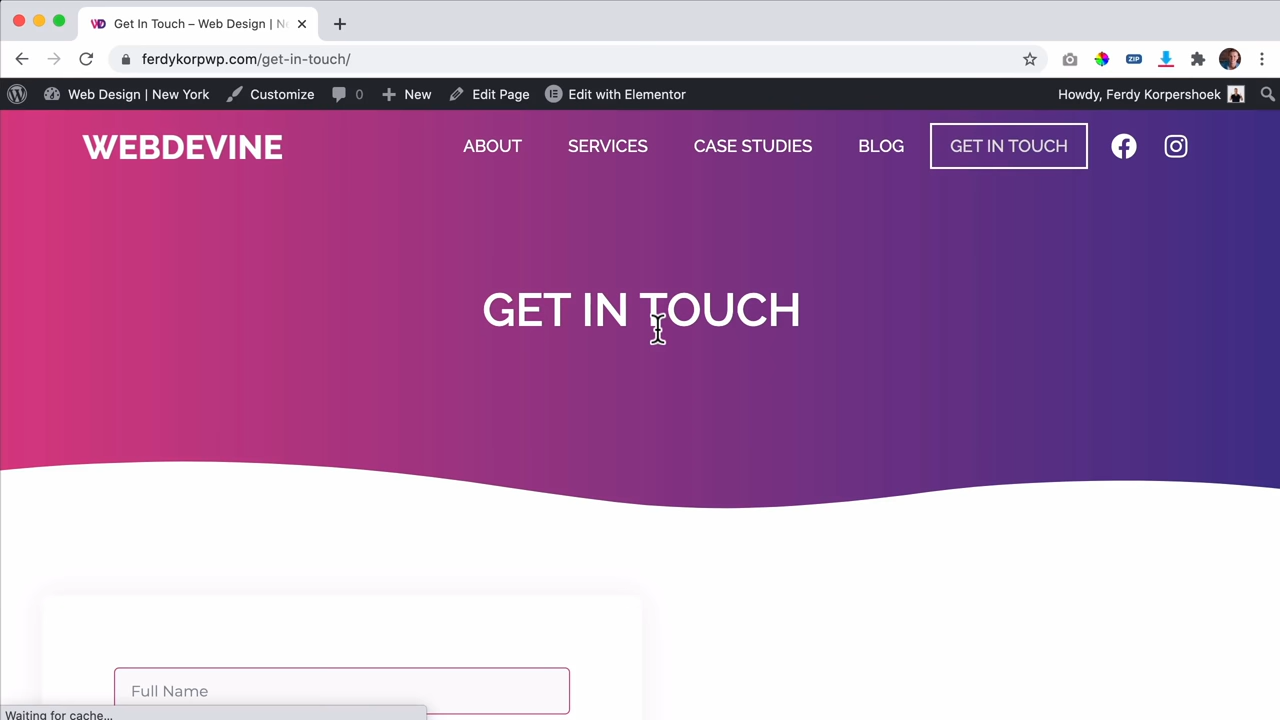 Get In Touch – Web Design | Ne
ferdykorpwp.com/get-in-touch/
ZIP
Web Design | New York Customize 0 New Edit Page Edit with Elementor Howdy, Ferdy Korpershoek
WEBDEVINE ABOUT SERVICES CASE STUDIES BLOG GET IN TOUCH
GET IN TOUCH
Full Name
Waiting for cache...